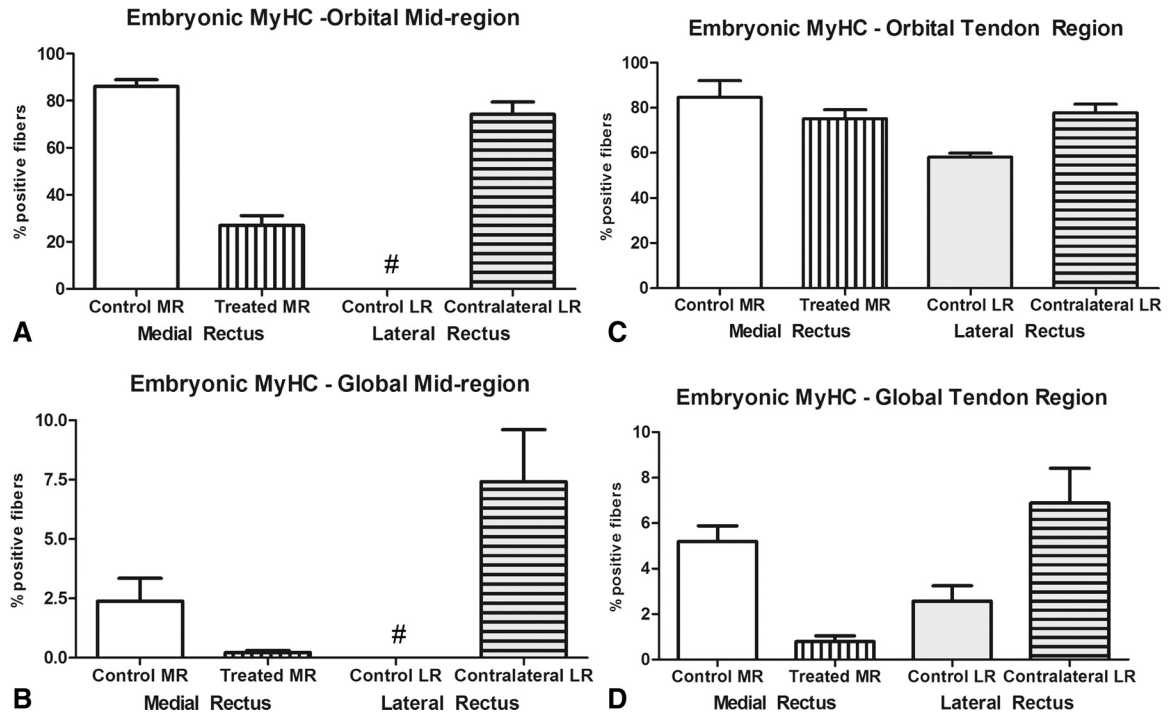 Embryonic MyHC -Orbital Mid-region
% positive fibers
100
80
60
40
20
0
#
Control MR Treated MR Control LR Contralateral LR
Medial Rectus Lateral Rectus
A
Embryonic MyHC - Orbital Tendon Region
% positive fibers
100
80
60
40
20
0
Control MR Treated MR Control LR Contralateral LR
Medial Rectus Lateral Rectus
C
Embryonic MyHC - Global Mid-region
% positive fibers
10.0
7.5
5.0
2.5
0.0
#
Control MR Treated MR Control LR Contralateral LR
Medial Rectus Lateral Rectus
B
Embryonic MyHC - Global Tendon Region
% positive fibers
10
8
6
4
2
0
Control MR Treated MR Control LR Contralateral LR
Medial Rectus Lateral Rectus
D